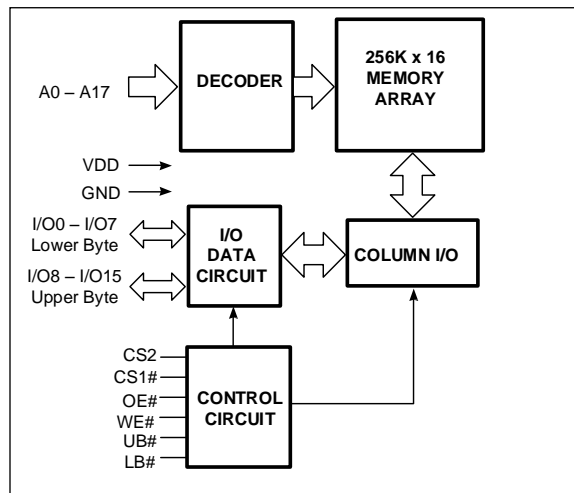 A0 – A17
DECODER
256K x 16
MEMORY
ARRAY
VDD
GND
I/O0 – I/O7
Lower Byte
I/O8 – I/O15
Upper Byte
I/O
DATA
CIRCUIT
COLUMN I/O
CS2
CS1#
OE#
WE#
UB#
LB#
CONTROL
CIRCUIT